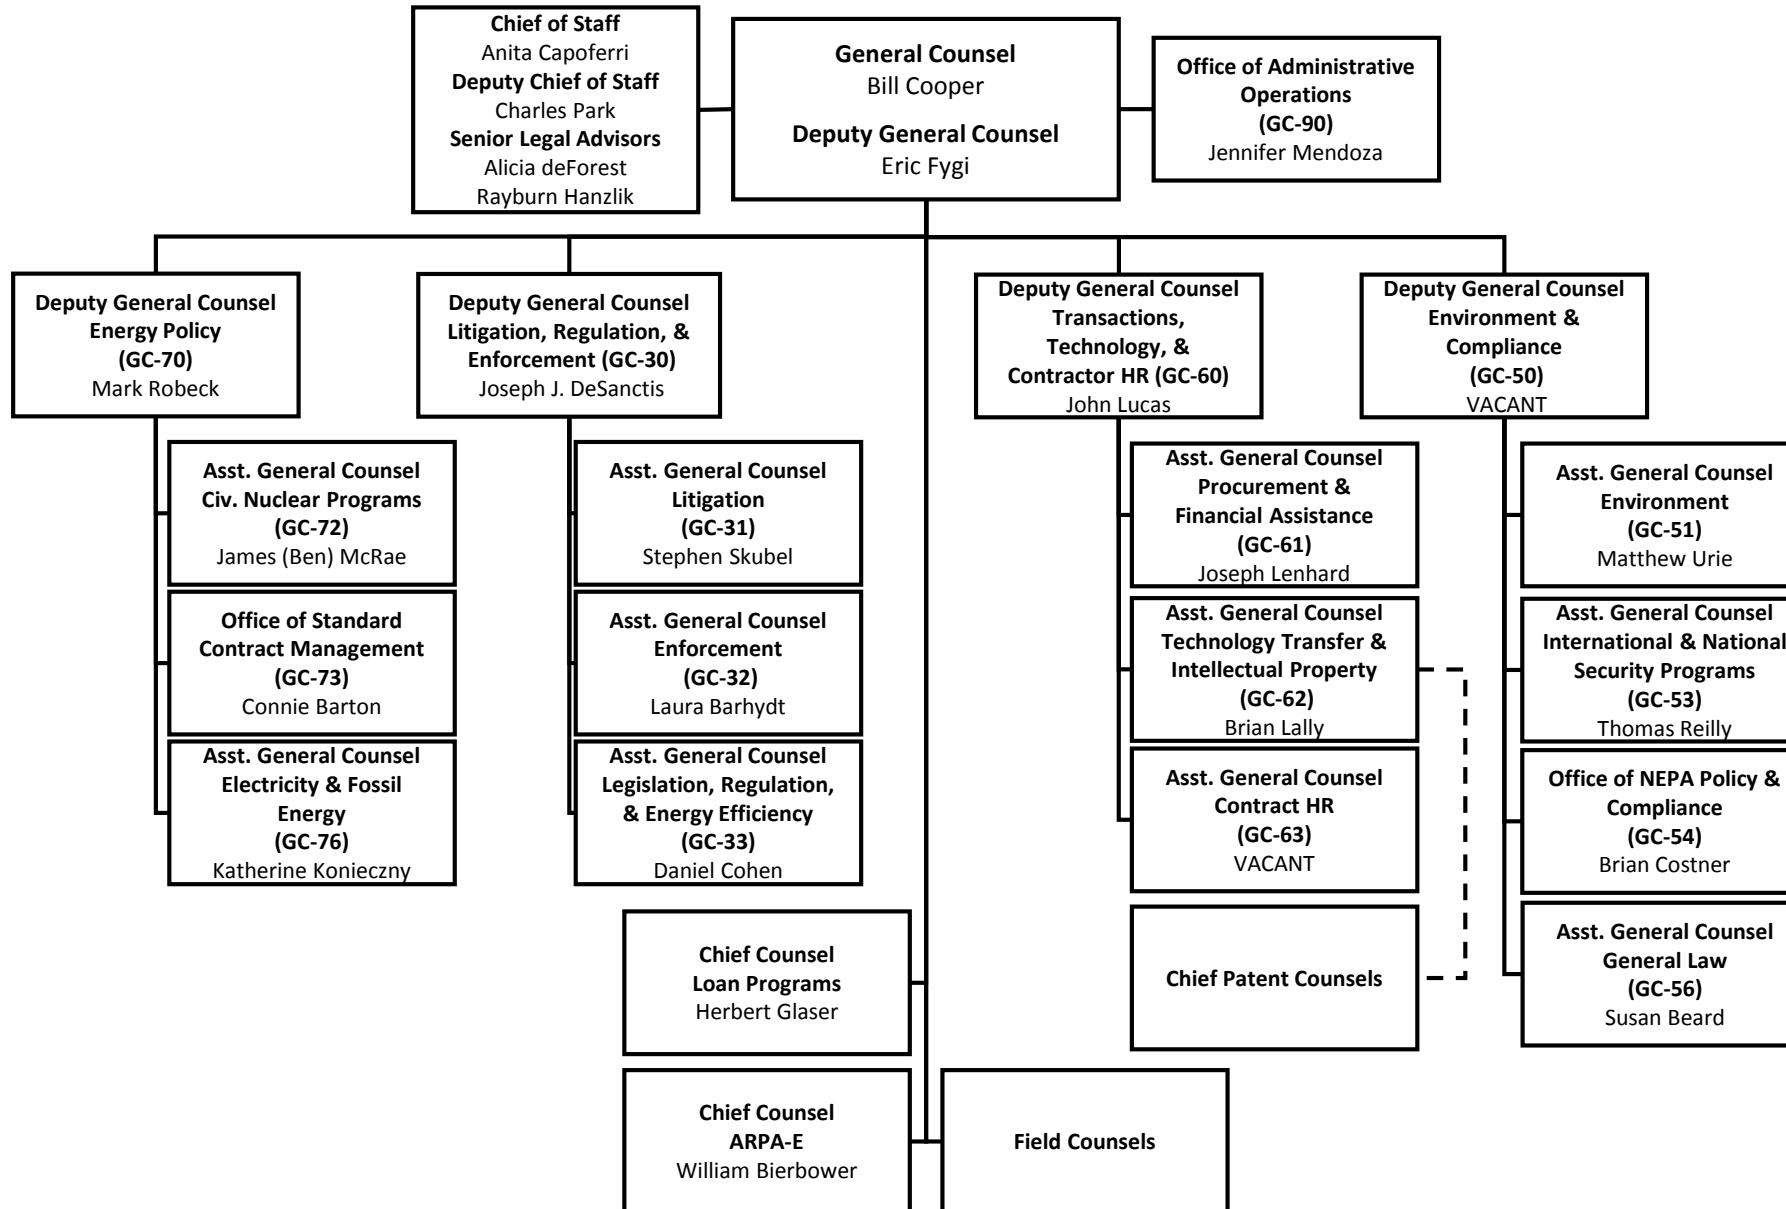 Chief of Staff
Anita Capoferri
Deputy Chief of Staff
Charles Park
Senior Legal Advisors
Alicia deForest
Rayburn Hanzlik
General Counsel
Bill Cooper
Deputy General Counsel
Eric Fygi
Office of Administrative
Operations
(GC-90)
Jennifer Mendoza
Deputy General Counsel
Energy Policy
(GC-70)
Mark Robeck
Deputy General Counsel
Litigation, Regulation, &
Enforcement (GC-30)
Joseph J. DeSanctis
Deputy General Counsel
Transactions,
Technology, &
Contractor HR (GC-60)
John Lucas
Deputy General Counsel
Environment &
Compliance
(GC-50)
VACANT
Asst. General Counsel
Civ. Nuclear Programs
(GC-72)
James (Ben) McRae
Office of Standard
Contract Management
(GC-73)
Connie Barton
Asst. General Counsel
Electricity & Fossil
Energy
(GC-76)
Katherine Konieczny
Asst. General Counsel
Litigation
(GC-31)
Stephen Skubel
Asst. General Counsel
Enforcement
(GC-32)
Laura Barhydt
Asst. General Counsel
Legislation, Regulation,
& Energy Efficiency
(GC-33)
Daniel Cohen
Asst. General Counsel
Procurement &
Financial Assistance
(GC-61)
Joseph Lenhard
Asst. General Counsel
Technology Transfer &
Intellectual Property
(GC-62)
Brian Lally
Asst. General Counsel
Contract HR
(GC-63)
VACANT
Chief Patent Counsels
Asst. General Counsel
Environment
(GC-51)
Matthew Urie
Asst. General Counsel
International & National
Security Programs
(GC-53)
Thomas Reilly
Office of NEPA Policy &
Compliance
(GC-54)
Brian Costner
Asst. General Counsel
General Law
(GC-56)
Susan Beard
Chief Counsel
Loan Programs
Herbert Glaser
Chief Counsel
ARPA-E
William Bierbower
Field Counsels